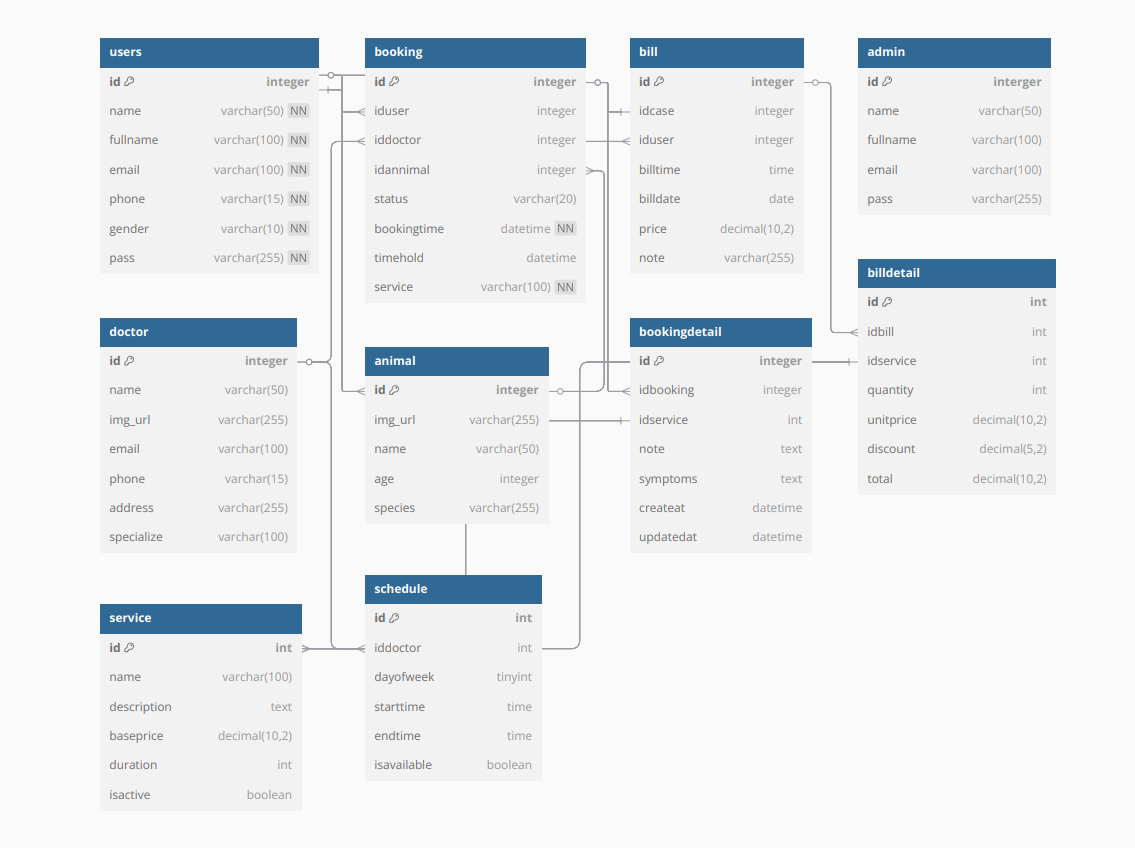 users
id integer
name varchar(50) NN
fullname varchar(100) NN
email varchar(100) NN
phone varchar(15) NN
gender varchar(10) NN
pass varchar(255) NN
booking
id integer
iduser integer
iddoctor integer
idannimal integer
status varchar(20)
bookingtime datetime NN
timehold datetime
service varchar(100) NN
bill
id integer
idcase integer
iduser integer
billtime time
billdate date
price decimal(10,2)
note varchar(255)
admin
id interger
name varchar(50)
fullname varchar(100)
email varchar(100)
pass varchar(255)
billdetail
id int
idbill int
idservice int
quantity int
unitprice decimal(10,2)
discount decimal(5,2)
total decimal(10,2)
doctor
id integer
name varchar(50)
img_url varchar(255)
email varchar(100)
phone varchar(15)
address varchar(255)
specialize varchar(100)
animal
id integer
img_url varchar(255)
name varchar(50)
age integer
species varchar(255)
bookingdetail
id integer
idbooking integer
idservice int
note text
symptoms text
createat datetime
updatedat datetime
service
id int
name varchar(100)
description text
baseprice decimal(10,2)
duration int
isactive boolean
schedule
id int
iddoctor int
dayofweek tinyint
starttime time
endtime time
isavailable boolean